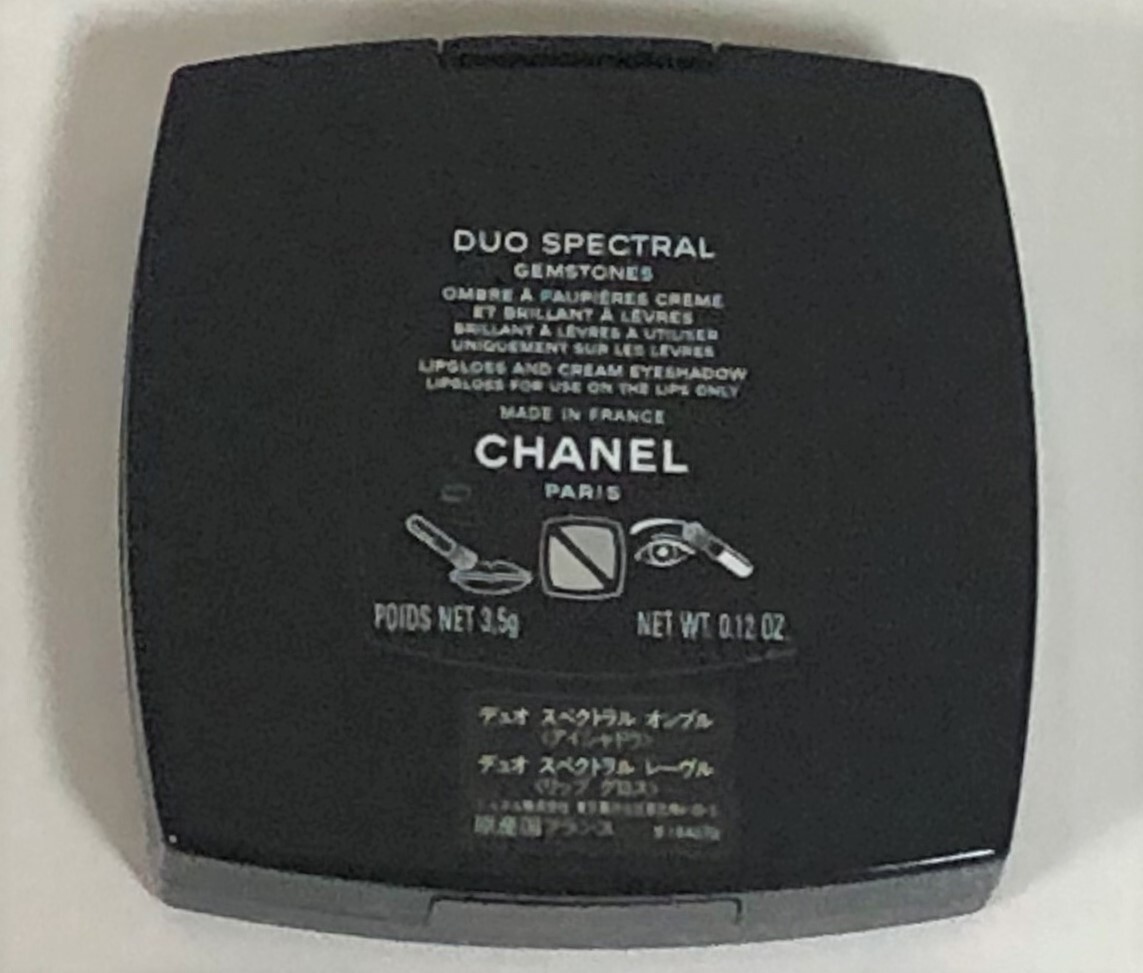 DUO SPECTRAL
GEMSTONES
OMBRE À PAUPIÈRES CRÈME
ET BRILLANT À LÈVRES
BRILLANT À LÈVRES À UTILISER
UNIQUEMENT SUR LES LÈVRES
LIPGLOSS AND CREAM EYESHADOW
LIPGLOSS FOR USE ON THE LIPS ONLY
MADE IN FRANCE
CHANEL
PARIS
POIDS NET 3,5g
NET WT. 0.12 OZ.
デュオ スペクトラル オンブル
〈アイシャドウ〉
デュオ スペクトラル レーヴル
〈リップ グロス〉
原産国フランス